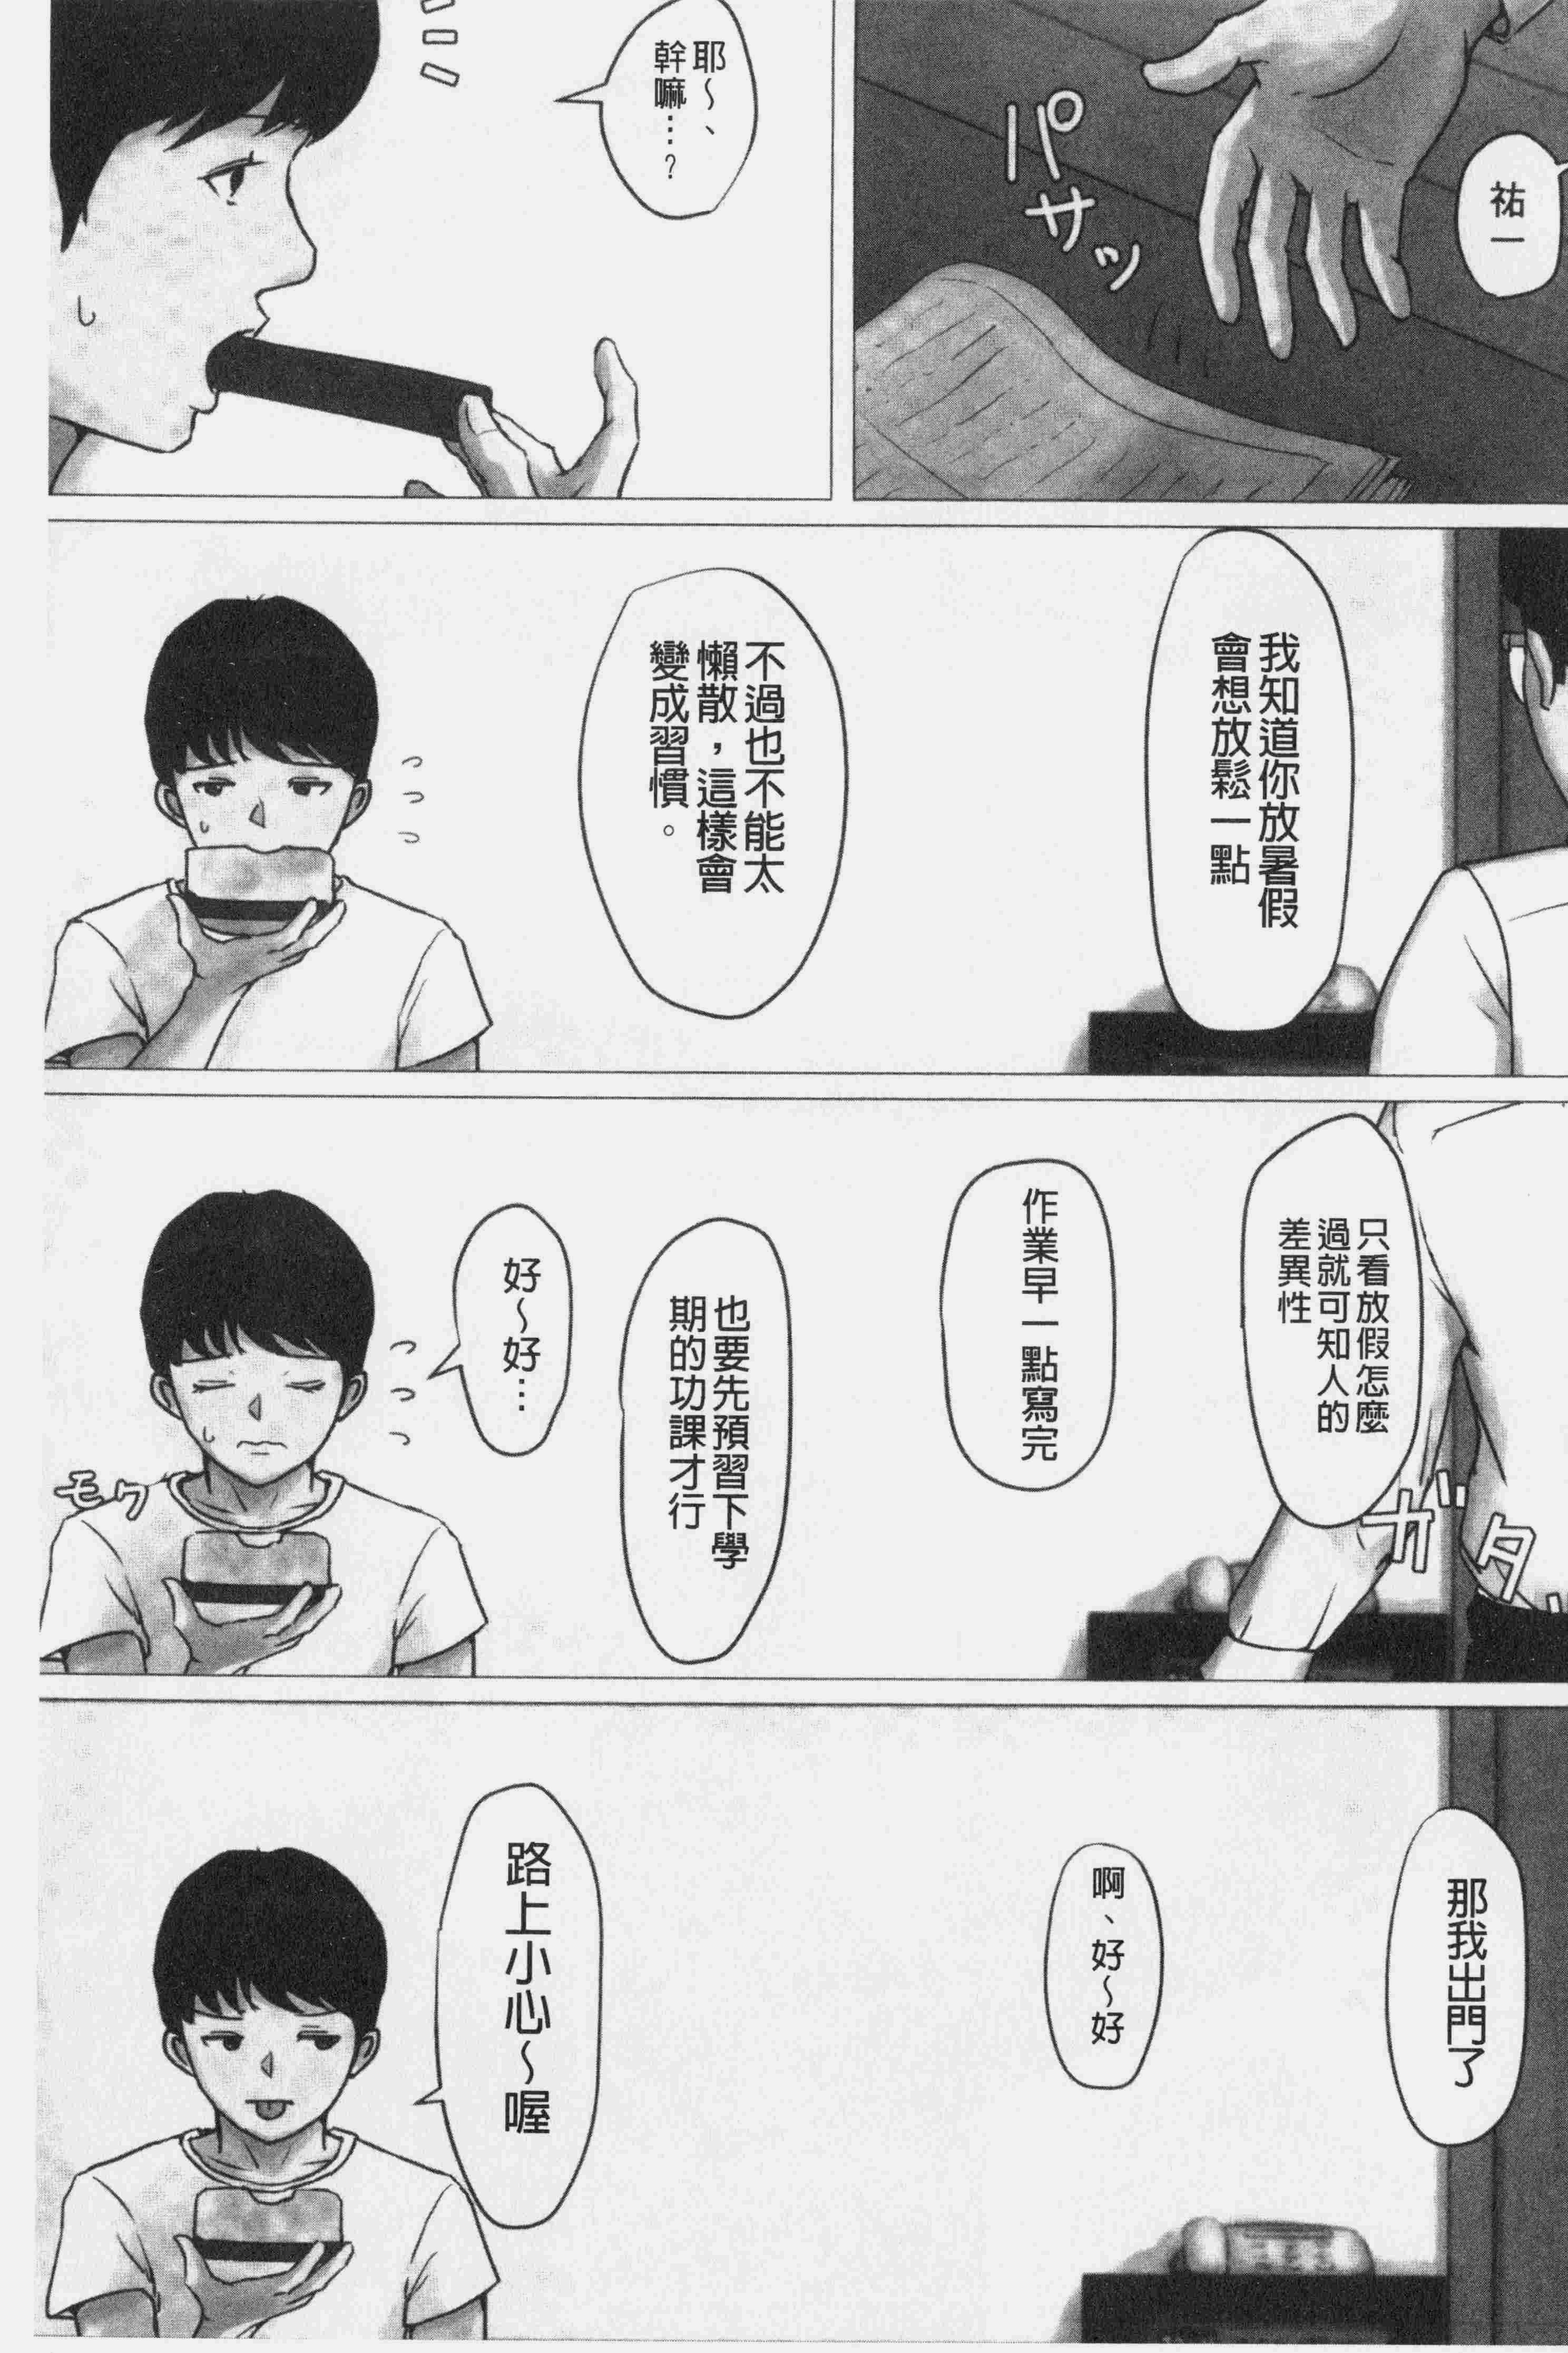 祐一
パサッ
耶～、
幹嘛…？
我知道你放暑假
會想放鬆一點
不過也不能太
懶散，這樣會
變成習慣。
只看放假怎麼
過就可知人的
差異性
ガタッ
作業早一點寫完
也要先預習下學
期的功課才行
好～好…
モク
那我出門了
啊、好～好
路上小心～喔